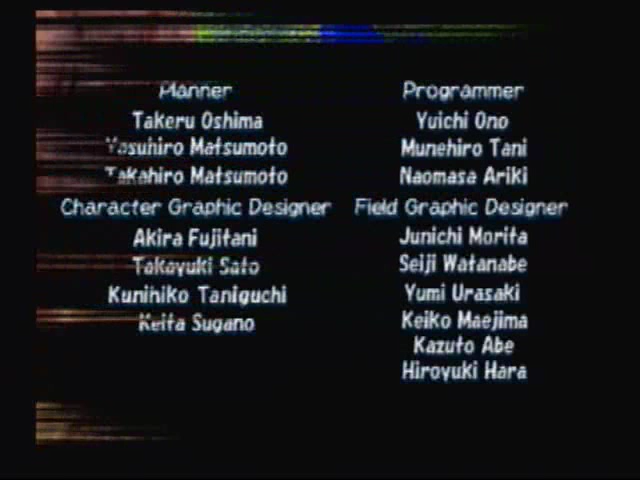 Planner
Takeru Oshima
Yasuhiro Matsumoto
Takahiro Matsumoto
Character Graphic Designer
Akira Fujitani
Takayuki Sato
Kunihiko Taniguchi
Keita Sugano
Programmer
Yuichi Ono
Munehiro Tani
Naomasa Ariki
Field Graphic Designer
Junichi Morita
Seiji Watanabe
Yumi Urasaki
Keiko Maejima
Kazuto Abe
Hiroyuki Hara